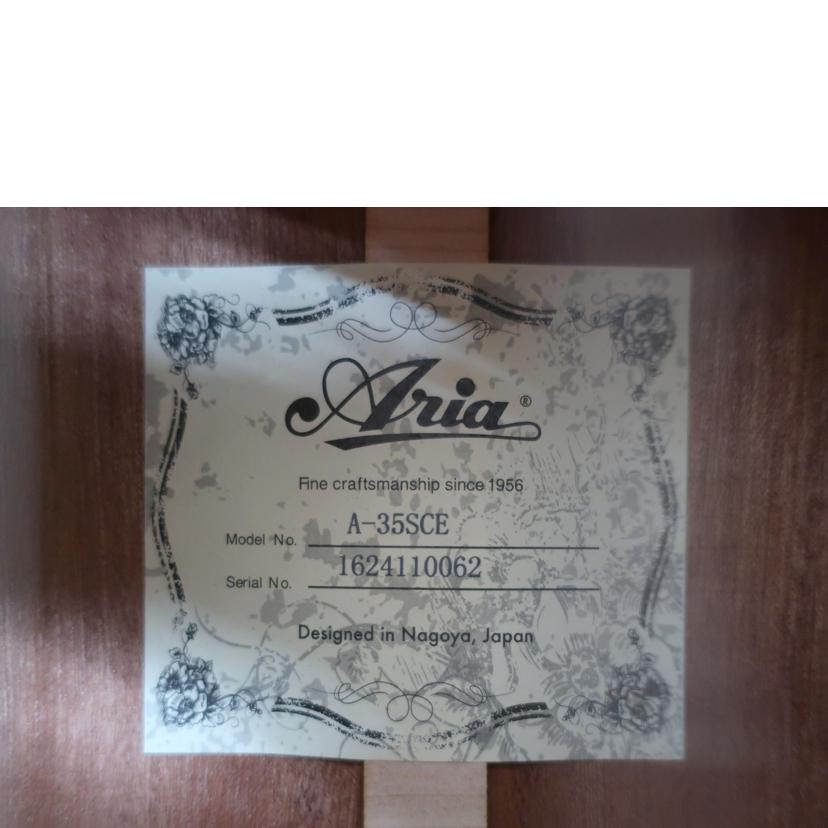 Aria®
Fine craftsmanship since 1956
Model No. A-35SCE
Serial No. 1624110062
Designed in Nagoya, Japan